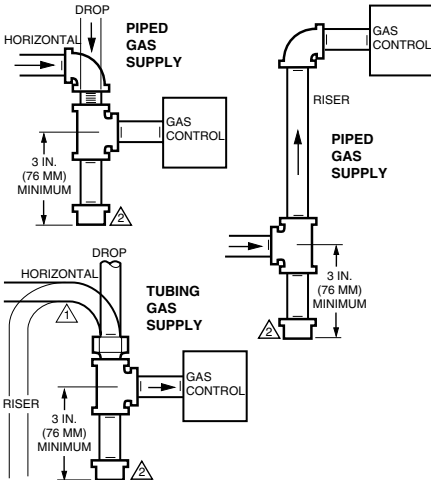 DROP
HORIZONTAL
PIPED
GAS
SUPPLY
GAS
CONTROL
3 IN.
(76 MM)
MINIMUM
2
GAS
CONTROL
RISER
PIPED
GAS
SUPPLY
3 IN.
(76 MM)
MINIMUM
2
DROP
HORIZONTAL
TUBING
GAS
SUPPLY
1
GAS
CONTROL
RISER
3 IN.
(76 MM)
MINIMUM
2